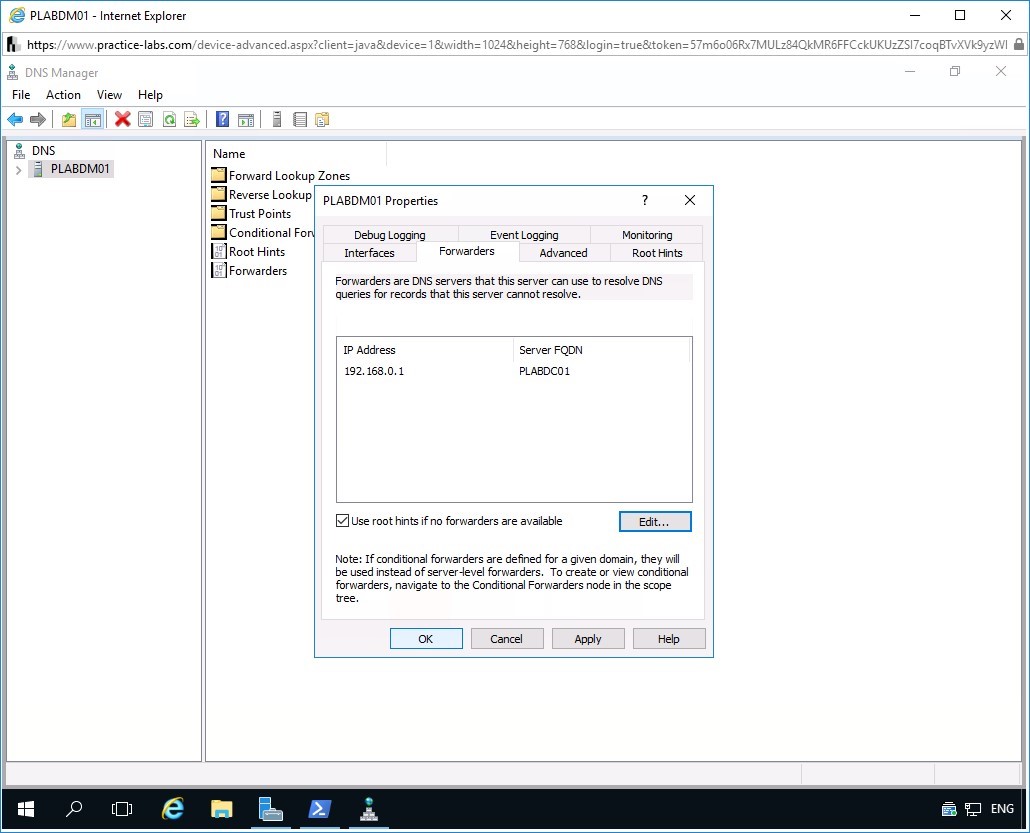 PLABDM01 - Internet Explorer
https://www.practice-labs.com/device-advanced.aspx?client=java&device=1&width=1024&height=768&login=true&token=57m6o06Rx7MULz84QkMR6FFCckUKUzZSI7coqBTvXVk9yzWl
DNS Manager
File Action View Help
DNS
PLABDM01
Name
Forward Lookup Zones
Reverse Lookup
Trust Points
Conditional Forw
Root Hints
Forwarders
PLABDM01 Properties
Debug Logging Event Logging Monitoring
Interfaces Forwarders Advanced Root Hints
Forwarders are DNS servers that this server can use to resolve DNS
queries for records that this server cannot resolve.
IP Address Server FQDN
192.168.0.1 PLABDC01
Use root hints if no forwarders are available Edit...
Note: If conditional forwarders are defined for a given domain, they will
be used instead of server-level forwarders. To create or view conditional
forwarders, navigate to the Conditional Forwarders node in the scope
tree.
OK Cancel Apply Help
ENG